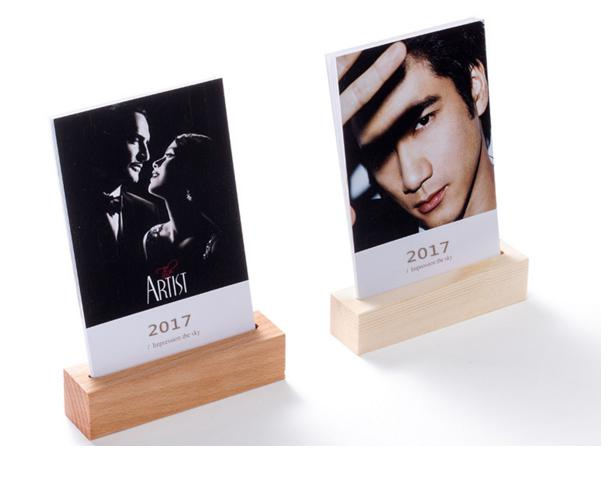 The
ARTIST
2017
/ Impression the sky
2017
/ Impression the sky